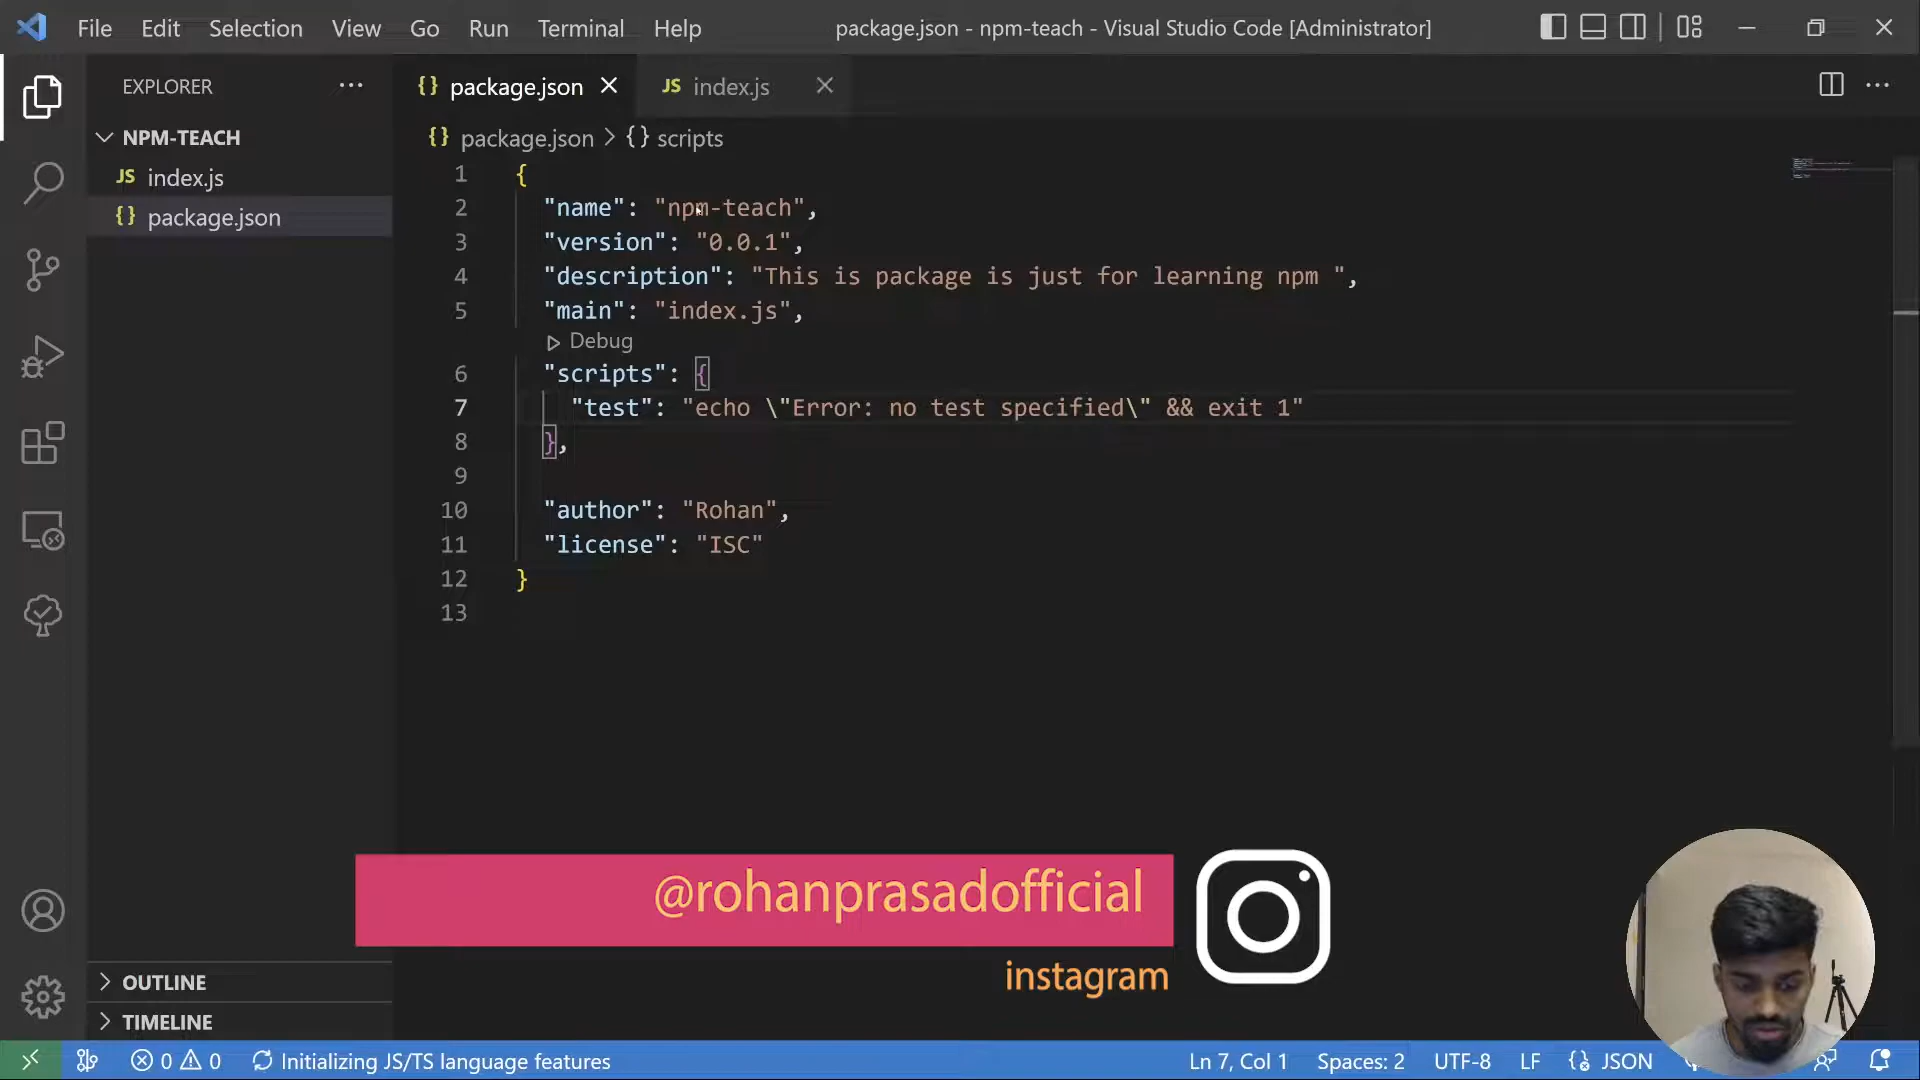 File Edit Selection View Go Run Terminal Help package.json - npm-teach - Visual Studio Code [Administrator]
EXPLORER
{} package.json
JS index.js
NPM-TEACH
JS index.js
{} package.json
{} package.json > {} scripts
1 {
2 "name": "npm-teach",
3 "version": "0.0.1",
4 "description": "This is package is just for learning npm ",
5 "main": "index.js",
Debug
6 "scripts": {
7 "test": "echo \"Error: no test specified\" && exit 1"
8 },
9
10 "author": "Rohan",
11 "license": "ISC"
12 }
13
@rohanprasadofficial
instagram
OUTLINE
TIMELINE
0 0 Initializing JS/TS language features Ln 7, Col 1 Spaces: 2 UTF-8 LF JSON